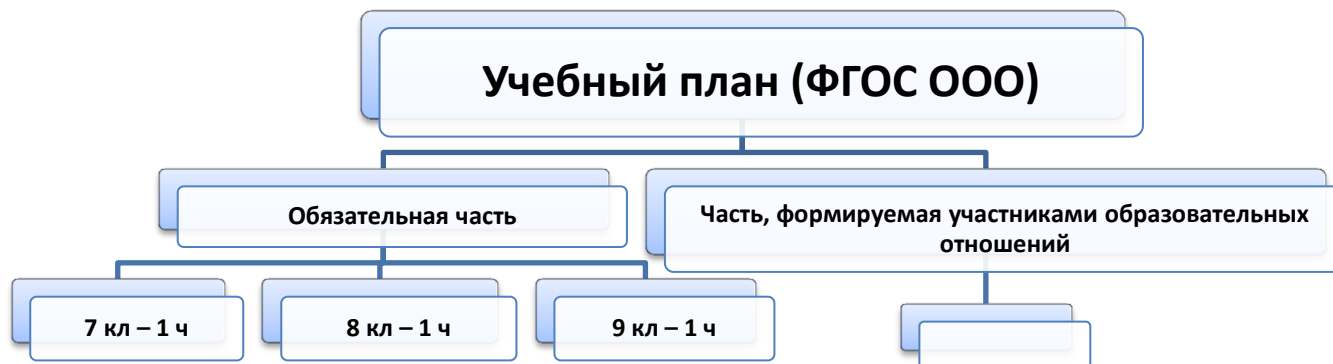 Учебный план (ФГОС ООО)
Обязательная часть
Часть, формируемая участниками образовательных
отношений
7 кл – 1 ч
8 кл – 1 ч
9 кл – 1 ч